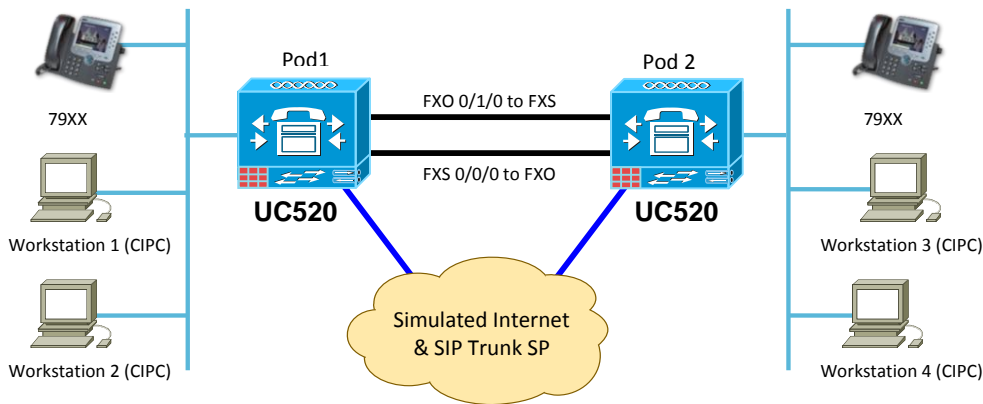 Pod1
Pod 2
79XX
FXO 0/1/0 to FXS
79XX
FXS 0/0/0 to FXO
UC520
UC520
Workstation 1 (CIPC)
Workstation 3 (CIPC)
Simulated Internet
& SIP Trunk SP
Workstation 2 (CIPC)
Workstation 4 (CIPC)